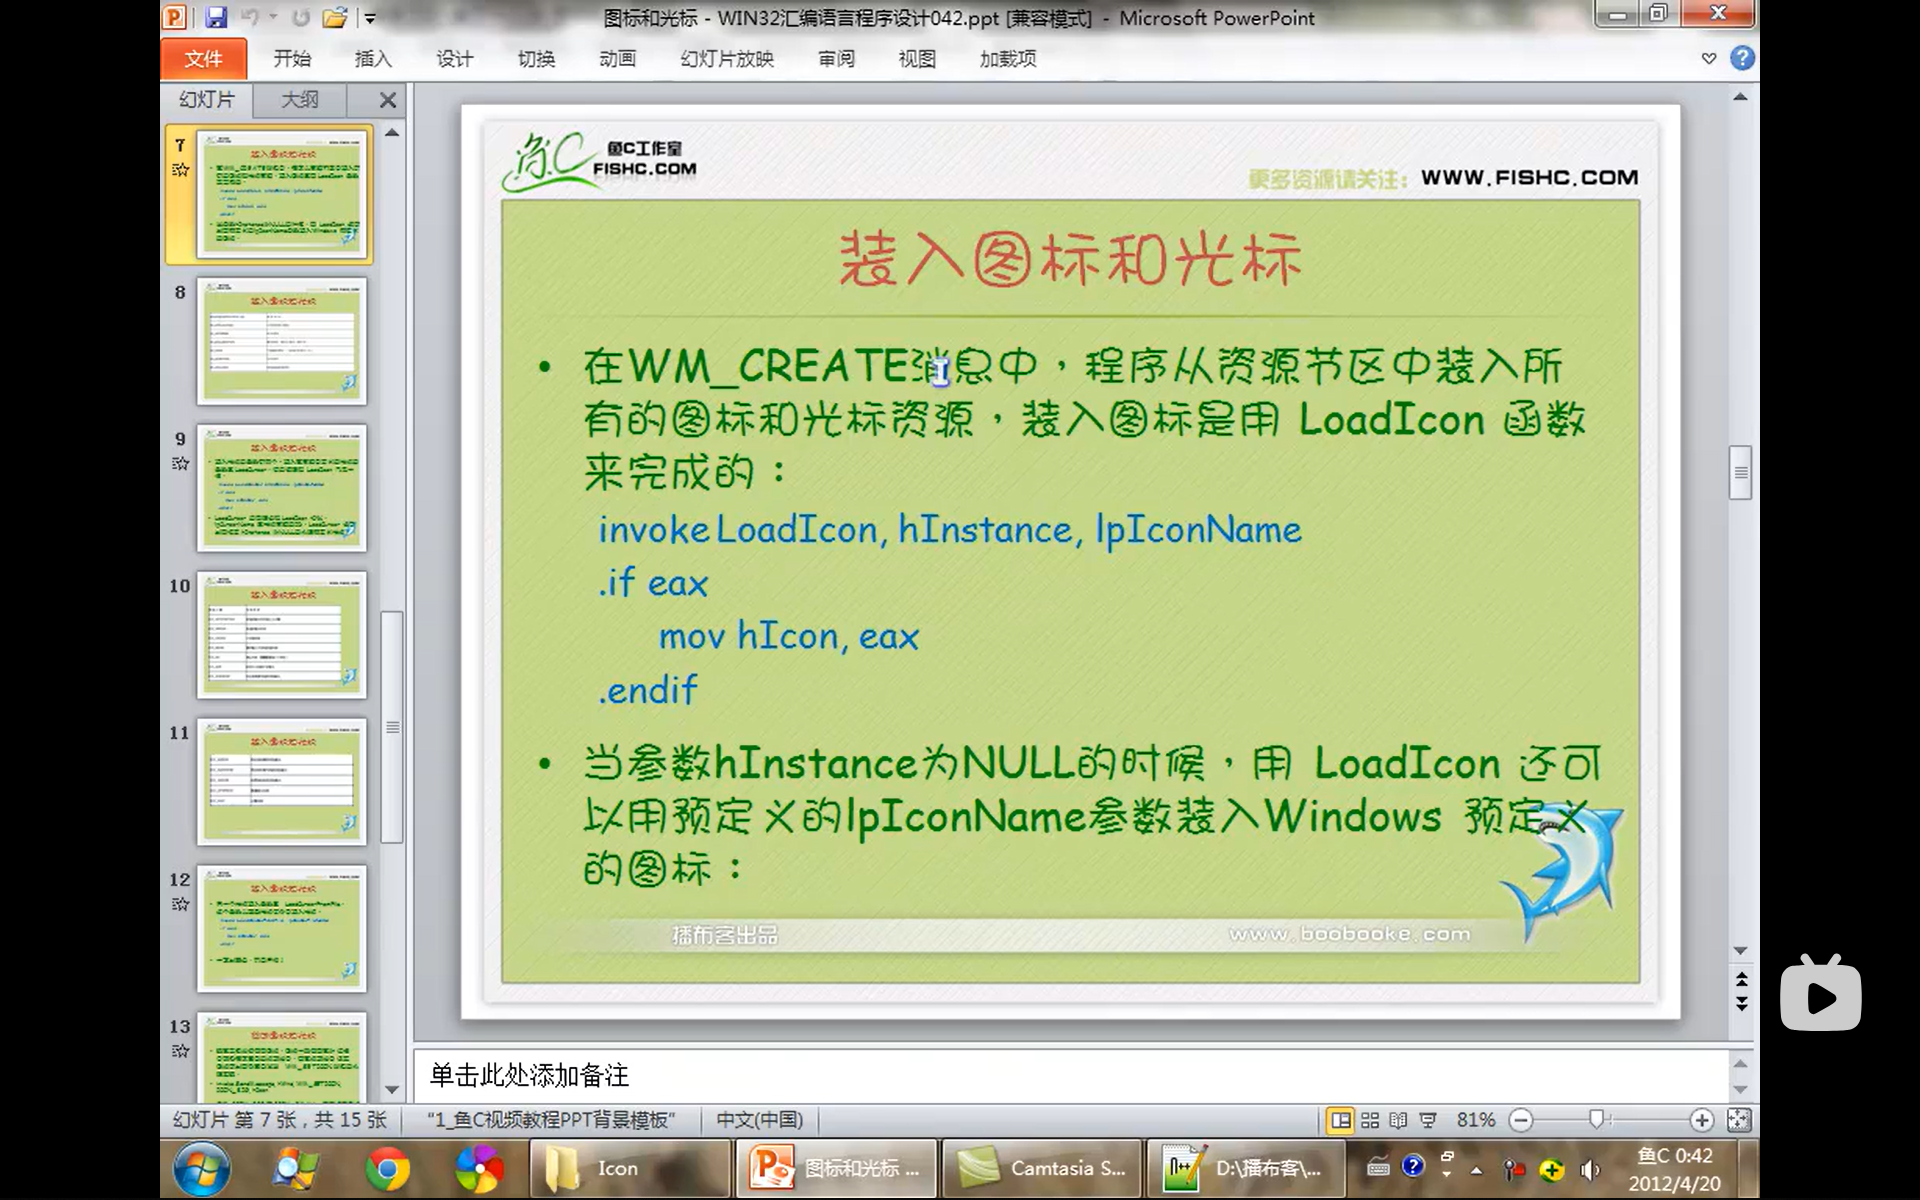 图标和光标 - WIN32汇编语言程序设计042.ppt [兼容模式] - Microsoft PowerPoint
文件 开始 插入 设计 切换 动画 幻灯片放映 审阅 视图 加载项
幻灯片 大纲
7
8
9
10
11
12
13
鱼C工作室
FISHC.COM
更多资源请关注： WWW.FISHC.COM
装入图标和光标
• 在WM_CREATE消息中，程序从资源节区中装入所
有的图标和光标资源，装入图标是用 LoadIcon 函数
来完成的：
invoke LoadIcon, hInstance, lpIconName
.if eax
mov hIcon, eax
.endif
• 当参数hInstance为NULL的时候，用 LoadIcon 还可
以用预定义的lpIconName参数装入Windows 预定义
的图标：
播布客出品 www.boobooke.com
单击此处添加备注
幻灯片 第 7 张，共 15 张 “1_鱼C视频教程PPT背景模板” 中文(中国) 81%
Icon 图标和光标 ... Camtasia S... D:\播布客\... 鱼C 0:42
2012/4/20